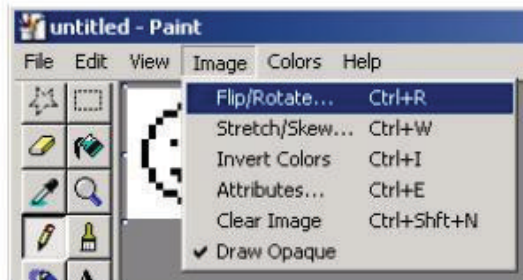 untitled - Paint
File Edit View Image Colors Help
Flip/Rotate... Ctrl+R
Stretch/Skew... Ctrl+W
Invert Colors Ctrl+I
Attributes... Ctrl+E
Clear Image Ctrl+Shft+N
✓ Draw Opaque
A